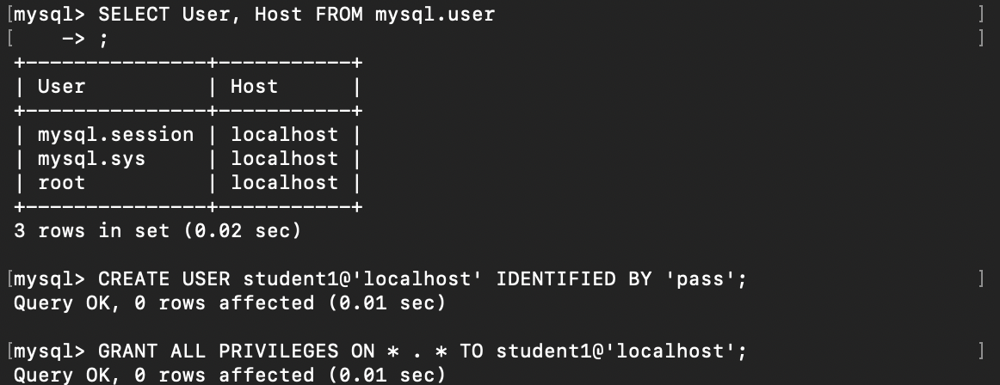 [mysql> SELECT User, Host FROM mysql.user ]
[    -> ; ]
+---------------+-----------+
| User          | Host      |
+---------------+-----------+
| mysql.session | localhost |
| mysql.sys     | localhost |
| root          | localhost |
+---------------+-----------+
3 rows in set (0.02 sec)
[mysql> CREATE USER student1@'localhost' IDENTIFIED BY 'pass'; ]
Query OK, 0 rows affected (0.01 sec)
[mysql> GRANT ALL PRIVILEGES ON * . * TO student1@'localhost'; ]
Query OK, 0 rows affected (0.01 sec)